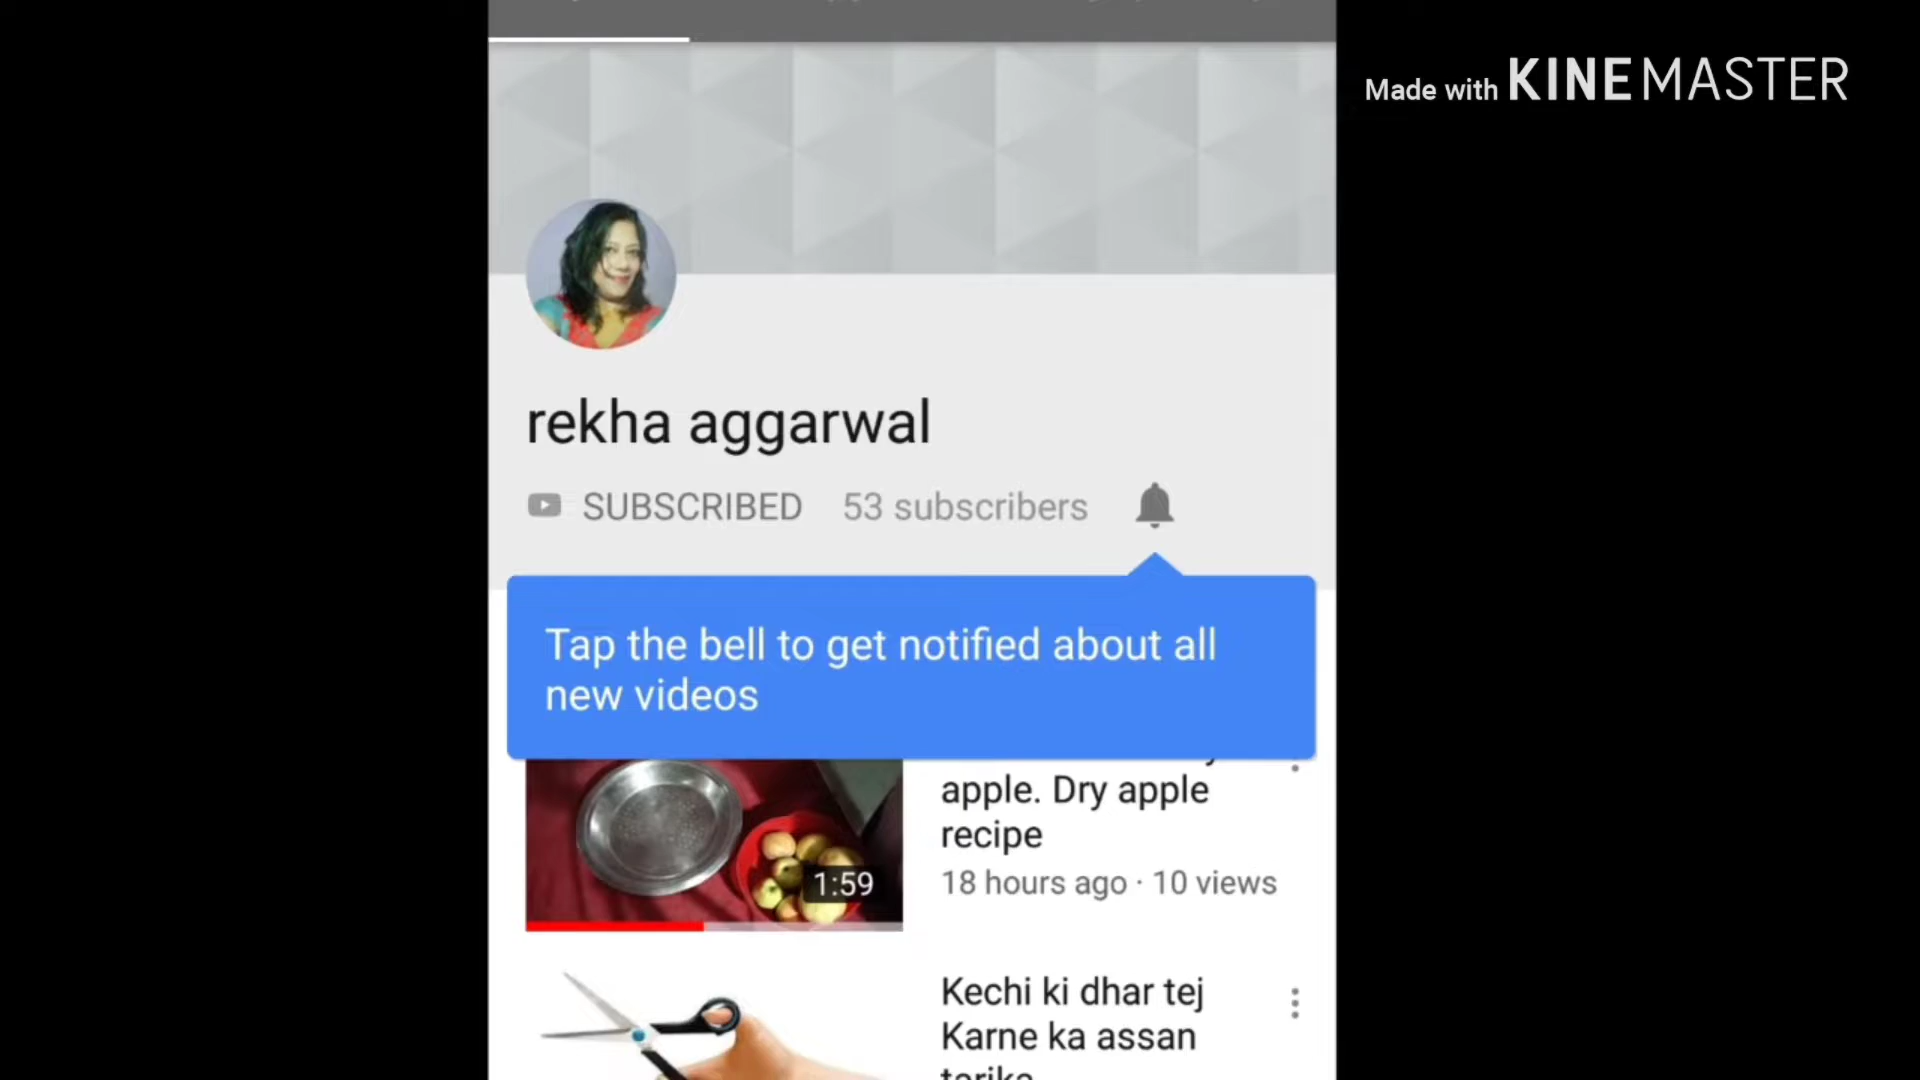 Made with KINEMASTER
rekha aggarwal
SUBSCRIBED 53 subscribers
Tap the bell to get notified about all
new videos
apple. Dry apple
recipe
18 hours ago · 10 views
1:59
Kechi ki dhar tej
Karne ka assan